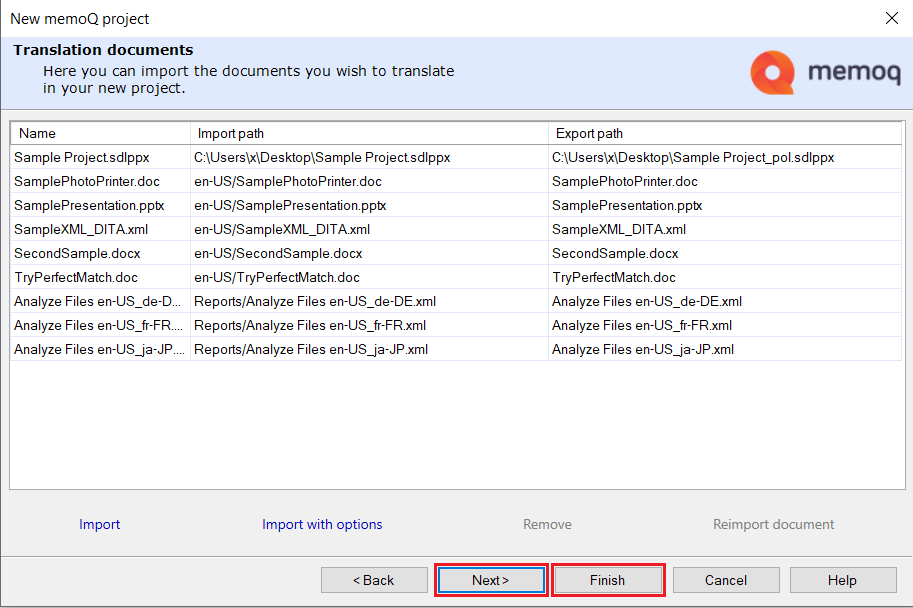 New memoQ project
Translation documents
Here you can import the documents you wish to translate
in your new project.
memoq
Name Import path Export path
Sample Project.sdlppx C:\Users\x\Desktop\Sample Project.sdlppx C:\Users\x\Desktop\Sample Project_pol.sdlppx
SamplePhotoPrinter.doc en-US/SamplePhotoPrinter.doc SamplePhotoPrinter.doc
SamplePresentation.pptx en-US/SamplePresentation.pptx SamplePresentation.pptx
SampleXML_DITA.xml en-US/SampleXML_DITA.xml SampleXML_DITA.xml
SecondSample.docx en-US/SecondSample.docx SecondSample.docx
TryPerfectMatch.doc en-US/TryPerfectMatch.doc TryPerfectMatch.doc
Analyze Files en-US_de-D... Reports/Analyze Files en-US_de-DE.xml Analyze Files en-US_de-DE.xml
Analyze Files en-US_fr-FR.... Reports/Analyze Files en-US_fr-FR.xml Analyze Files en-US_fr-FR.xml
Analyze Files en-US_ja-JP.... Reports/Analyze Files en-US_ja-JP.xml Analyze Files en-US_ja-JP.xml
Import Import with options Remove Reimport document
< Back Next > Finish Cancel Help